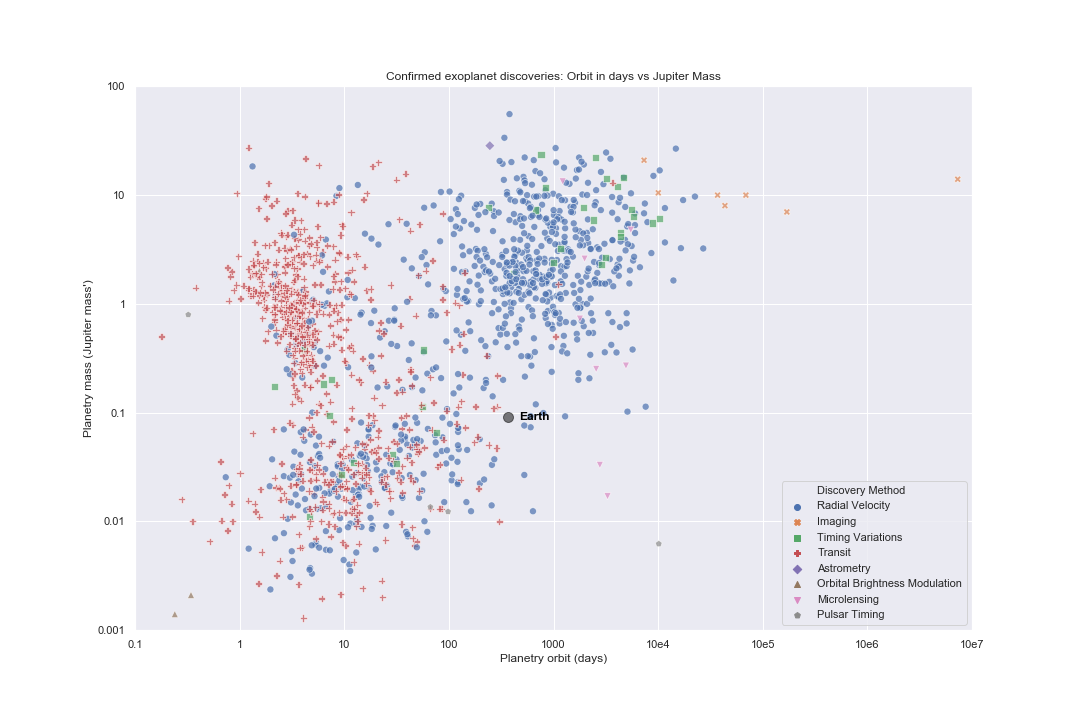 Confirmed exoplanet discoveries: Orbit in days vs Jupiter Mass
100
10
1
0.1
0.01
0.001
Planetry mass (Jupiter mass')
Earth
Discovery Method
Radial Velocity
Imaging
Timing Variations
Transit
Astrometry
Orbital Brightness Modulation
Microlensing
Pulsar Timing
0.1 1 10 100 1000 10e4 10e5 10e6 10e7
Planetry orbit (days)